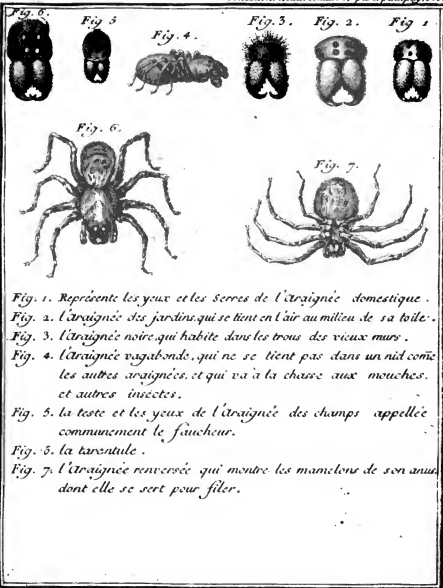 Fig. 6. Fig 5 Fig. 4. Fig. 3. Fig. 2. Fig 1
Fig. 6. Fig. 7.
Fig. 1. Représente les yeux et les Serres de l'araignée domestique.
Fig. 2. l'araignée des jardins, qui se tient en l'air au milieu de sa toile.
Fig. 3. l'araignée noire, qui habite dans les trous des vieux murs.
Fig. 4. l'araignée vagabonde, qui ne se tient pas dans un nid come
les autres araignées, et qui va a la chasse aux mouches.
et autres insectes.
Fig. 5. la teste et les yeux de l'araignée des champs appellée
communement le faucheur.
Fig. 5. la tarentule.
Fig. 7. l'araignée renversée qui montre les mamelons de son anus.
dont elle se sert pour filer.